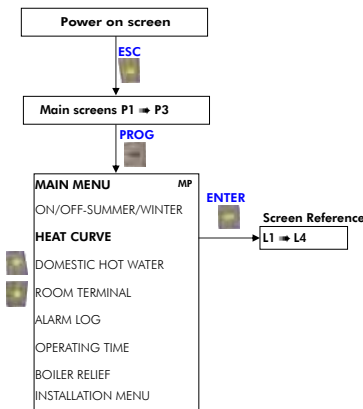 Power on screen
ESC
Main screens P1 ➠ P3
PROG
MAIN MENU MP
ON/OFF-SUMMER/WINTER
HEAT CURVE
DOMESTIC HOT WATER
ROOM TERMINAL
ALARM LOG
OPERATING TIME
BOILER RELIEF
INSTALLATION MENU
ENTER
Screen Reference
L1 ➠ L4